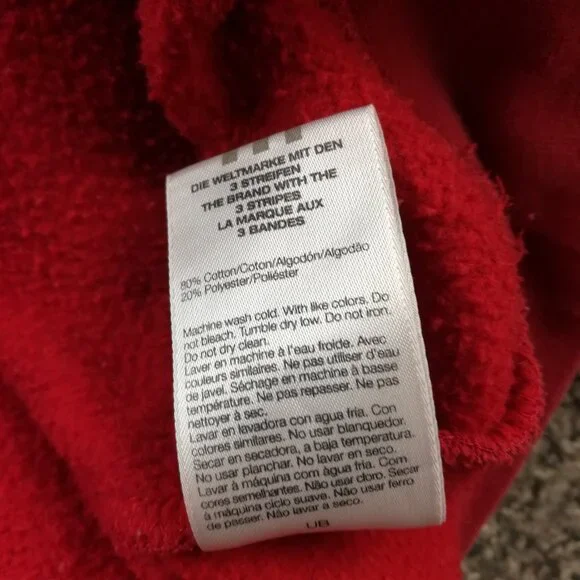 DIE WELTMARKE MIT DEN
3 STREIFEN
THE BRAND WITH THE
3 STRIPES
LA MARQUE AUX
3 BANDES
80% Cotton/Coton/Algodón/Algodão
20% Polyester/Poliéster
Machine wash cold. With like colors. Do
not bleach. Tumble dry low. Do not iron.
Do not dry clean.
Laver en machine à l'eau froide. Avec
couleurs similaires. Ne pas utiliser d'eau
de javel. Séchage en machine à basse
température. Ne pas repasser. Ne pas
nettoyer à sec.
Lavar en lavadora con agua fria. Con
colores similares. No usar blanquedor.
Secar en secadora, a baja temperatura.
No usar planchar. No lavar en seco.
Lavar à máquina com água fria. Com
cores semelhantes. Não usar cloro. Secar
à máquina ciclo suave. Não usar ferro
de passar. Não lavar a seco.
UB